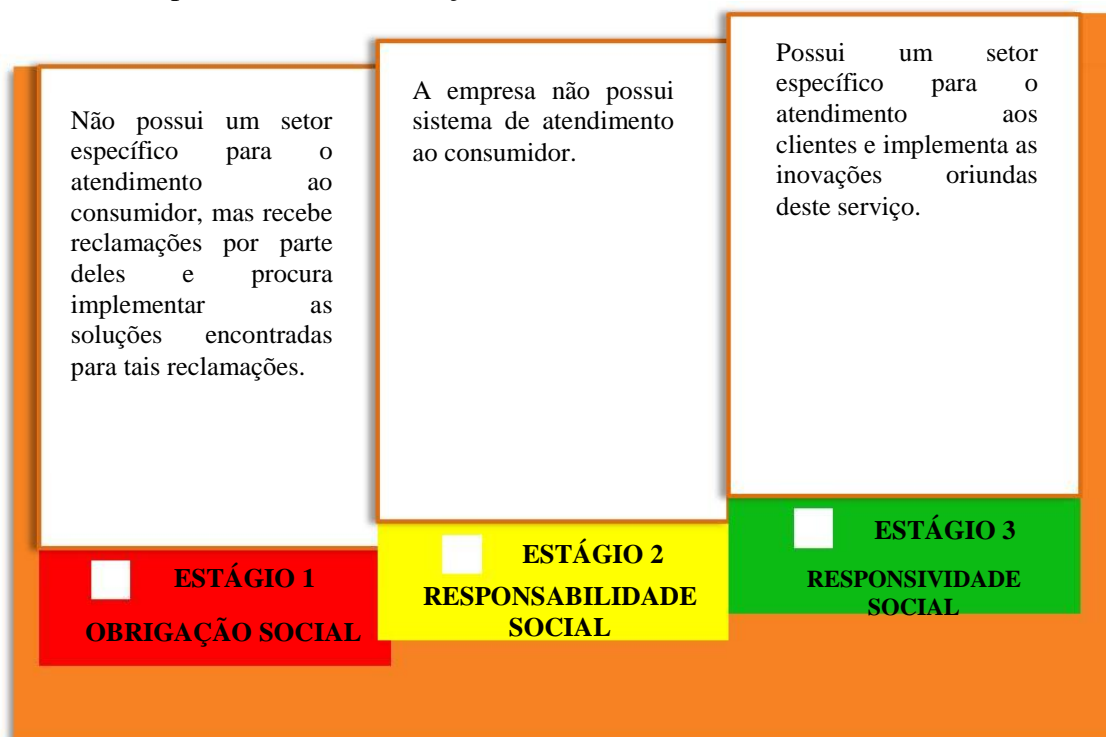 Não possui um setor
específico para o
atendimento ao
consumidor, mas recebe
reclamações por parte
deles e procura
implementar as
soluções encontradas
para tais reclamações.
ESTÁGIO 1
OBRIGAÇÃO SOCIAL
A empresa não possui
sistema de atendimento
ao consumidor.
ESTÁGIO 2
RESPONSABILIDADE
SOCIAL
Possui um setor
específico para o
atendimento aos
clientes e implementa as
inovações oriundas
deste serviço.
ESTÁGIO 3
RESPONSIVIDADE
SOCIAL